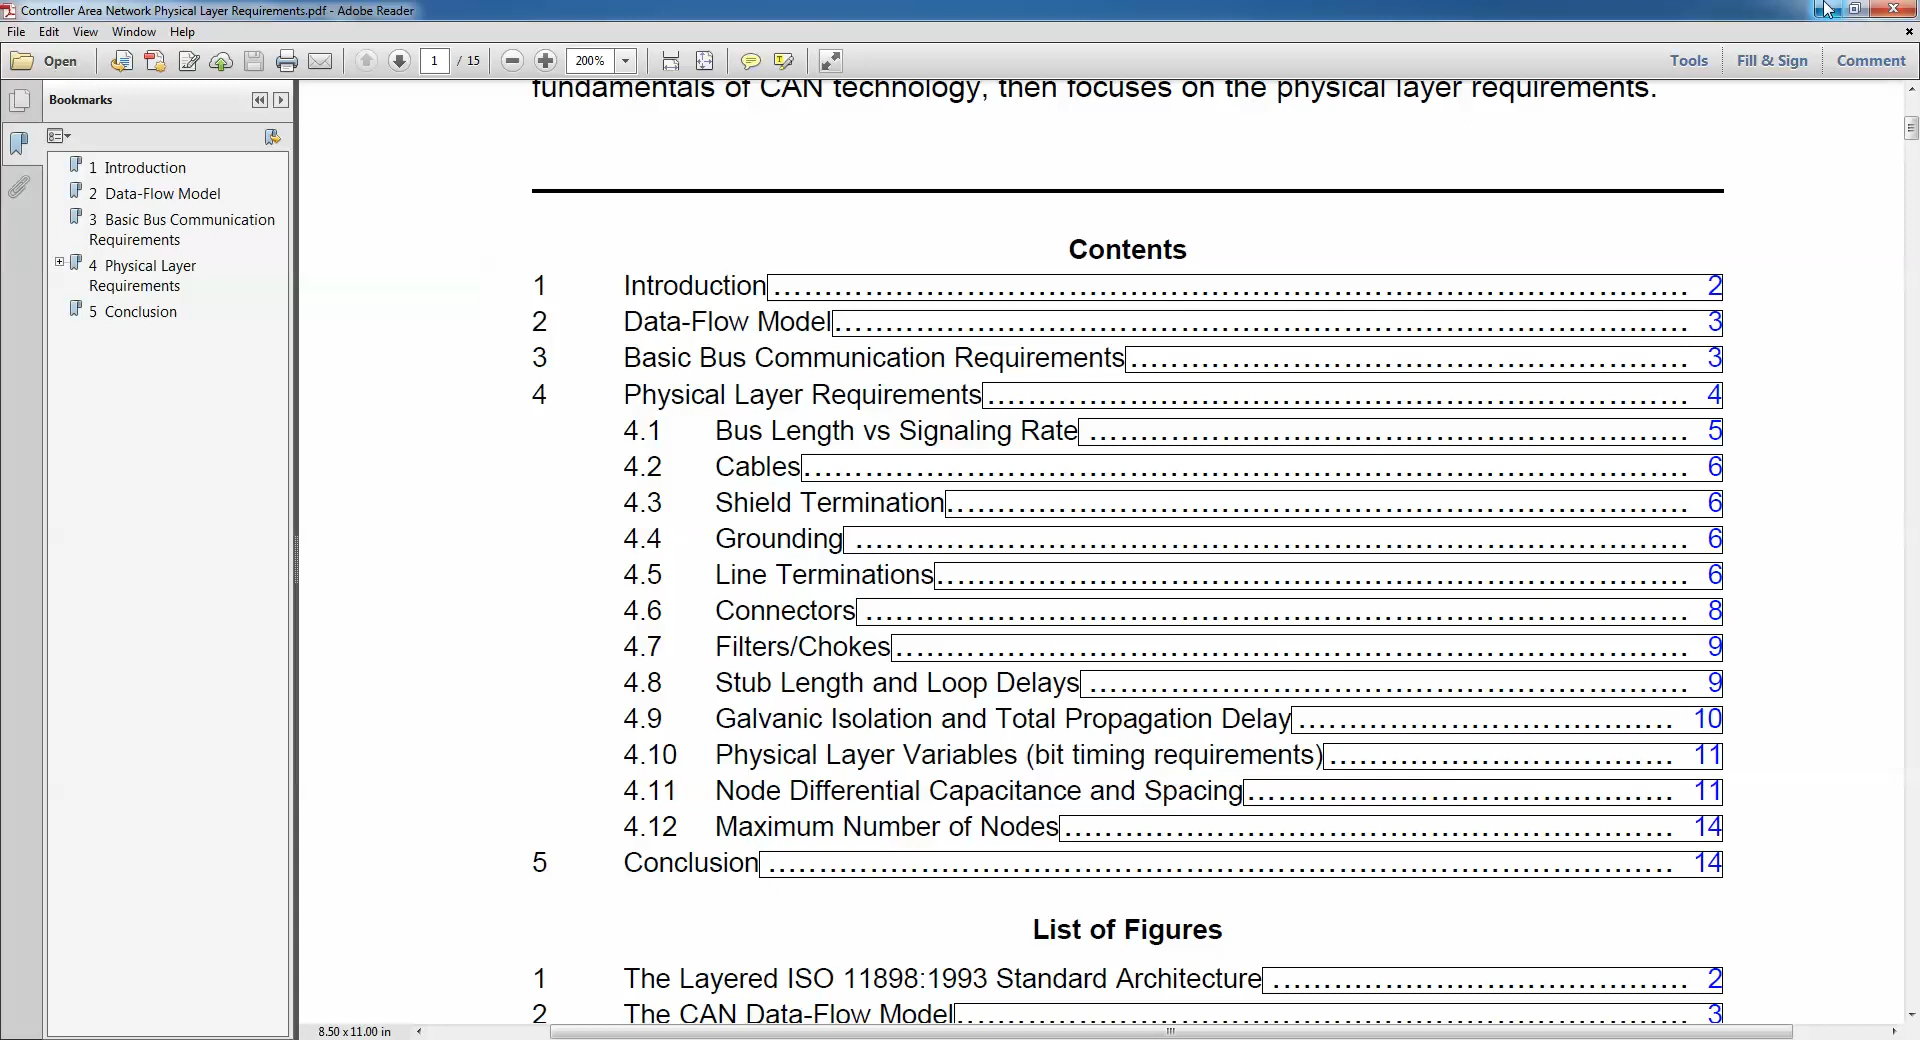 Controller Area Network Physical Layer Requirements.pdf - Adobe Reader
File Edit View Window Help
Open 1 / 15 200% Tools Fill & Sign Comment
Bookmarks
1 Introduction
2 Data-Flow Model
3 Basic Bus Communication
Requirements
4 Physical Layer
Requirements
5 Conclusion
fundamentals of CAN technology, then focuses on the physical layer requirements.
Contents
1 Introduction 2
2 Data-Flow Model 3
3 Basic Bus Communication Requirements 3
4 Physical Layer Requirements 4
4.1 Bus Length vs Signaling Rate 5
4.2 Cables 6
4.3 Shield Termination 6
4.4 Grounding 6
4.5 Line Terminations 6
4.6 Connectors 8
4.7 Filters/Chokes 9
4.8 Stub Length and Loop Delays 9
4.9 Galvanic Isolation and Total Propagation Delay 10
4.10 Physical Layer Variables (bit timing requirements) 11
4.11 Node Differential Capacitance and Spacing 11
4.12 Maximum Number of Nodes 14
5 Conclusion 14
List of Figures
1 The Layered ISO 11898:1993 Standard Architecture 2
2 The CAN Data-Flow Model 3
8.50 x 11.00 in